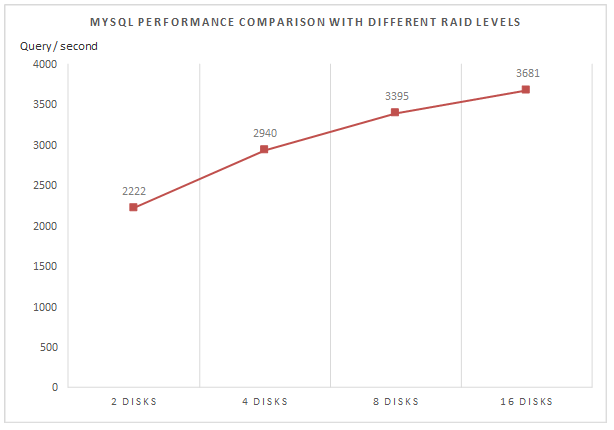 MYSQL PERFORMANCE COMPARISON WITH DIFFERENT RAID LEVELS
Query / second
4000
3500
3000
2500
2000
1500
1000
500
0
2222
2940
3395
3681
2 DISKS
4 DISKS
8 DISKS
16 DISKS